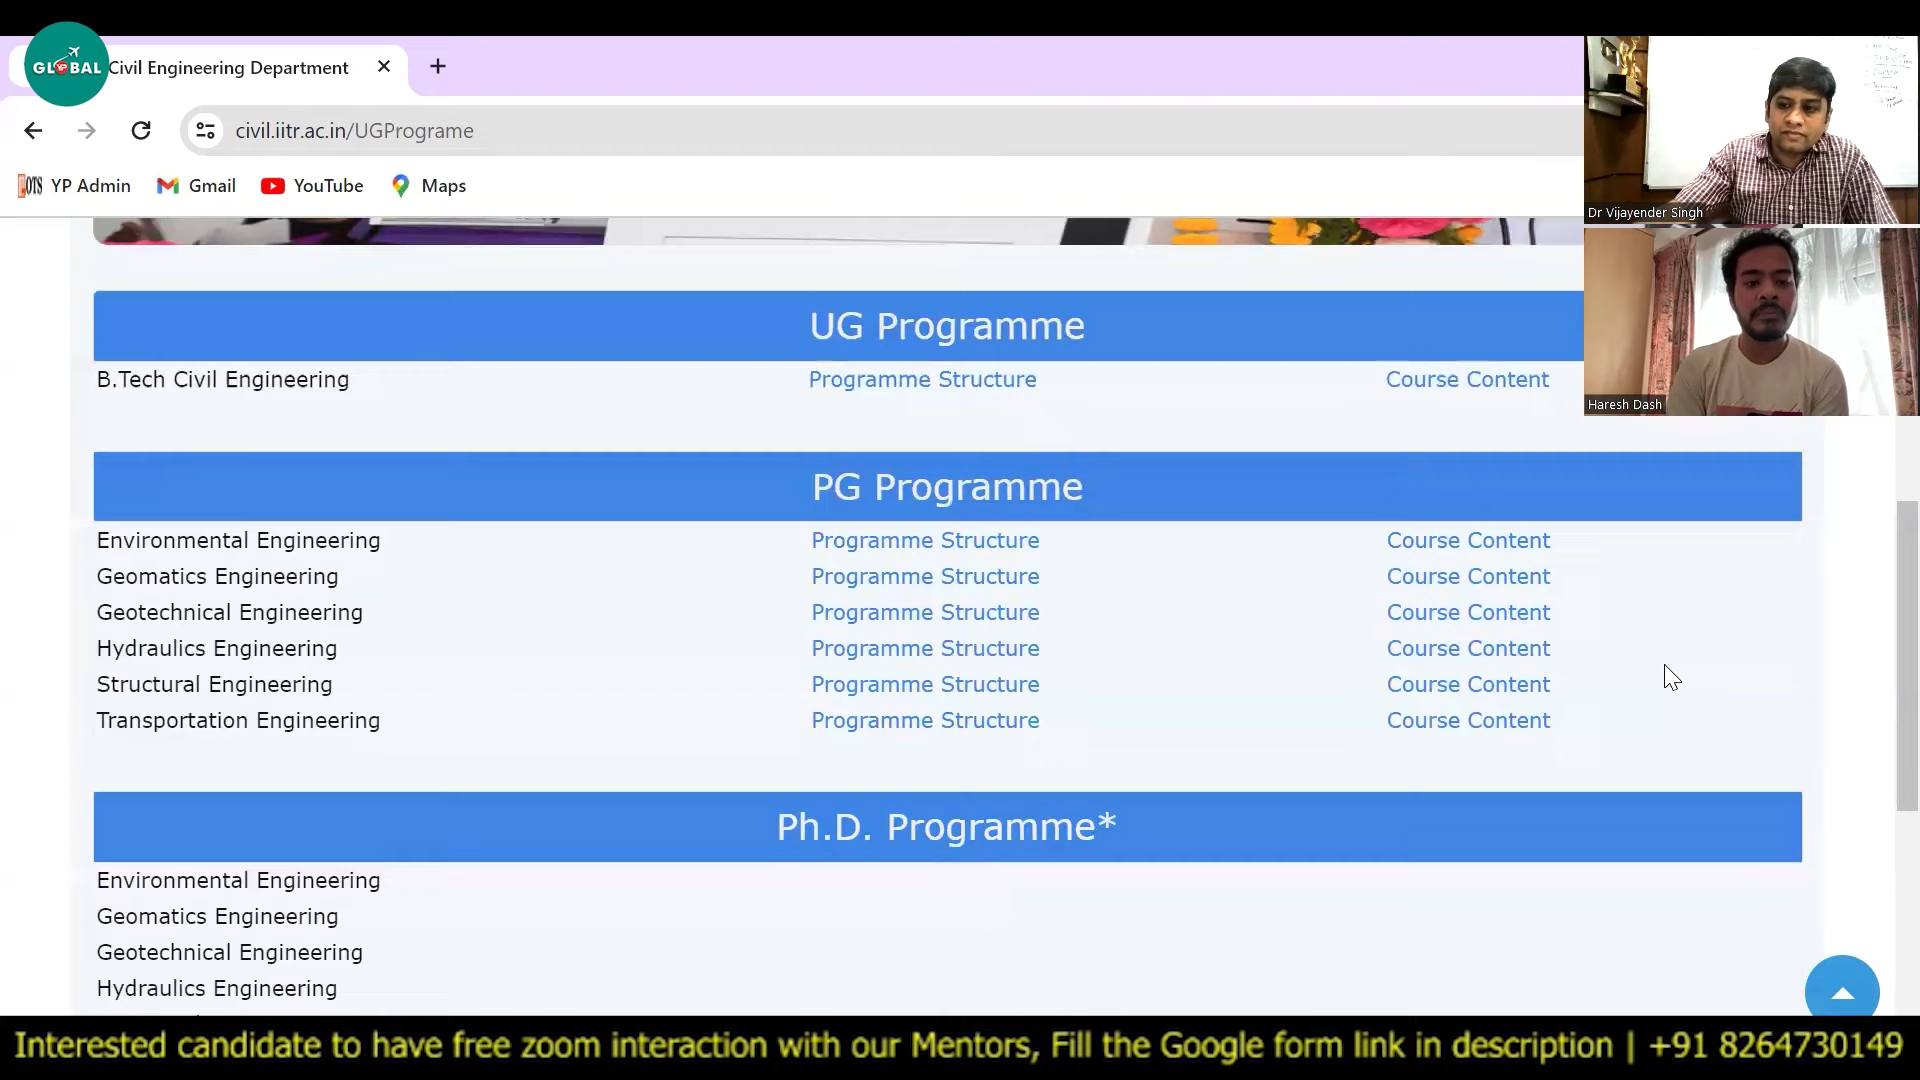 GLOBAL
YP
Civil Engineering Department
civil.iitr.ac.in/UGPrograme
OTS YP Admin
Gmail
YouTube
Maps
Dr Vijayender Singh
Haresh Dash
UG Programme
B.Tech Civil Engineering Programme Structure Course Content
PG Programme
Environmental Engineering Programme Structure Course Content
Geomatics Engineering Programme Structure Course Content
Geotechnical Engineering Programme Structure Course Content
Hydraulics Engineering Programme Structure Course Content
Structural Engineering Programme Structure Course Content
Transportation Engineering Programme Structure Course Content
Ph.D. Programme*
Environmental Engineering
Geomatics Engineering
Geotechnical Engineering
Hydraulics Engineering
Interested candidate to have free zoom interaction with our Mentors, Fill the Google form link in description | +91 8264730149